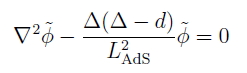 ∇²ϕ̃ − Δ(Δ − d)/L²_AdS ϕ̃ = 0